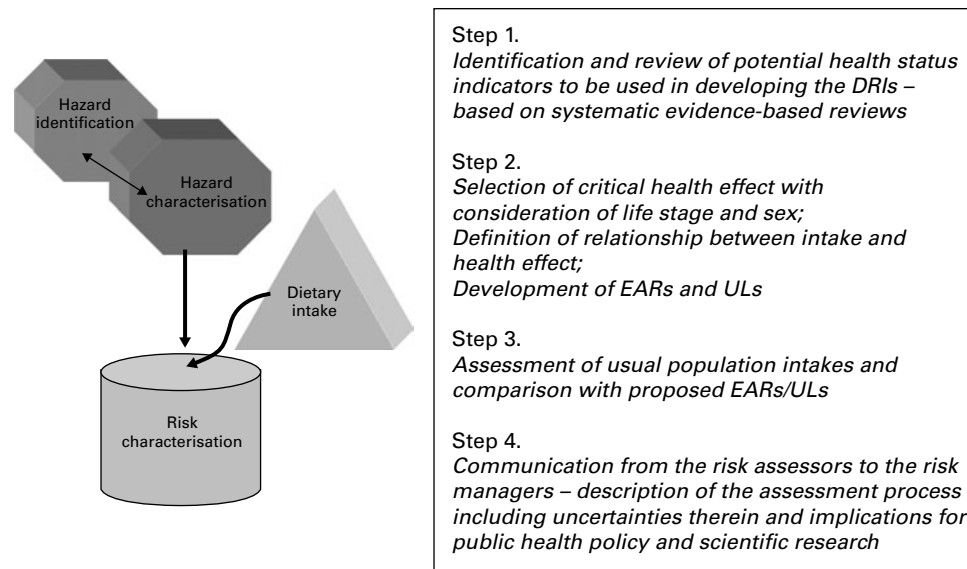 Hazard
identification
Hazard
characterisation
Dietary
intake
Risk
characterisation
Step 1.
Identification and review of potential health status
indicators to be used in developing the DRIs –
based on systematic evidence-based reviews
Step 2.
Selection of critical health effect with
consideration of life stage and sex;
Definition of relationship between intake and
health effect;
Development of EARs and ULs
Step 3.
Assessment of usual population intakes and
comparison with proposed EARs/ULs
Step 4.
Communication from the risk assessors to the risk
managers – description of the assessment process
including uncertainties therein and implications for
public health policy and scientific research